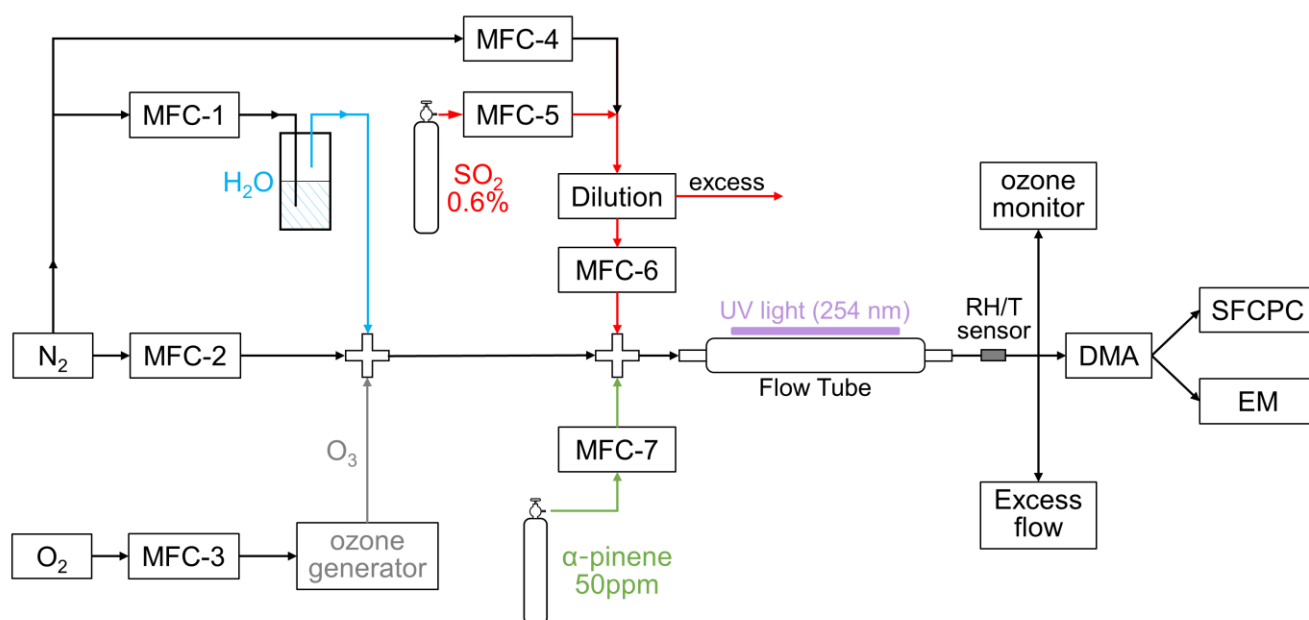 MFC-4
MFC-1
MFC-5
H₂O
SO₂
0.6%
Dilution
excess
ozone
monitor
MFC-6
UV light (254 nm)
RH/T
sensor
SFCPC
N₂
MFC-2
DMA
Flow Tube
EM
O₃
MFC-7
Excess
flow
O₂
MFC-3
ozone
generator
α-pinene
50ppm